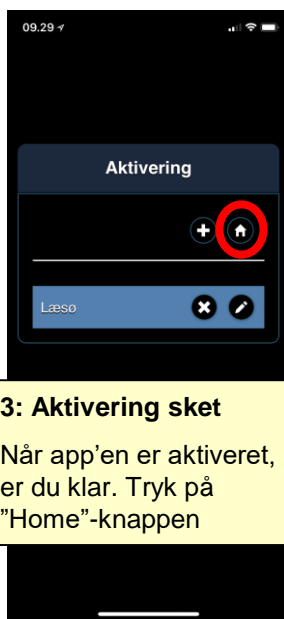 09.29
Aktivering
Læsø
3: Aktivering sket
Når app’en er aktiveret,
er du klar. Tryk på
”Home”-knappen